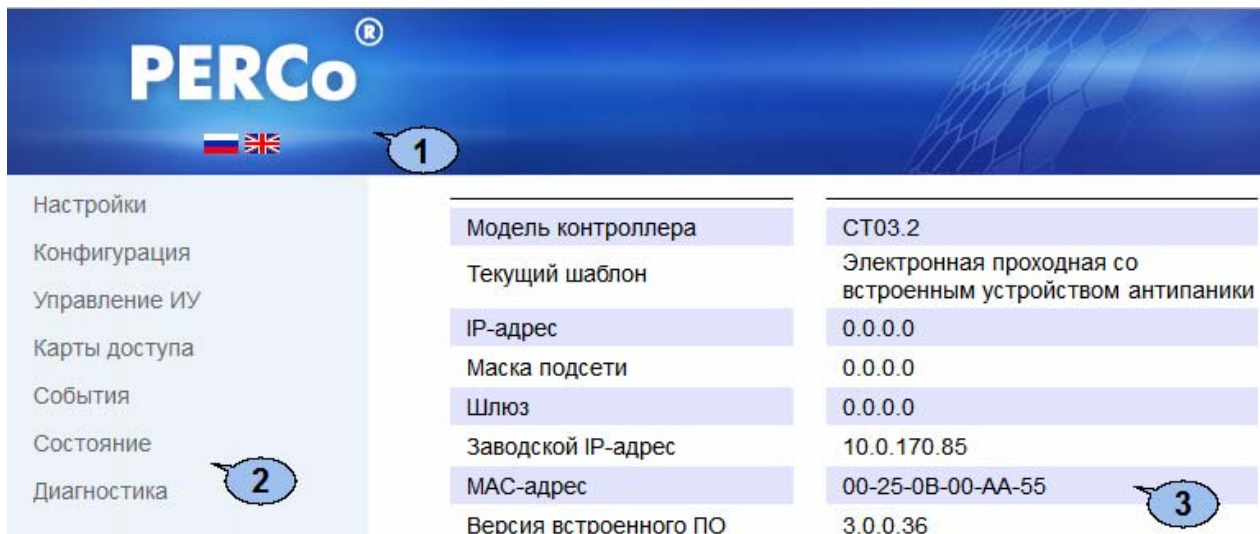 PERCo®
1
Настройки
Конфигурация
Управление ИУ
Карты доступа
События
Состояние
Диагностика
2
Модель контроллера CT03.2
Текущий шаблон Электронная проходная со
встроенным устройством антипаники
IP-адрес 0.0.0.0
Маска подсети 0.0.0.0
Шлюз 0.0.0.0
Заводской IP-адрес 10.0.170.85
MAC-адрес 00-25-0B-00-AA-55
3
Версия встроенного ПО 3.0.0.36